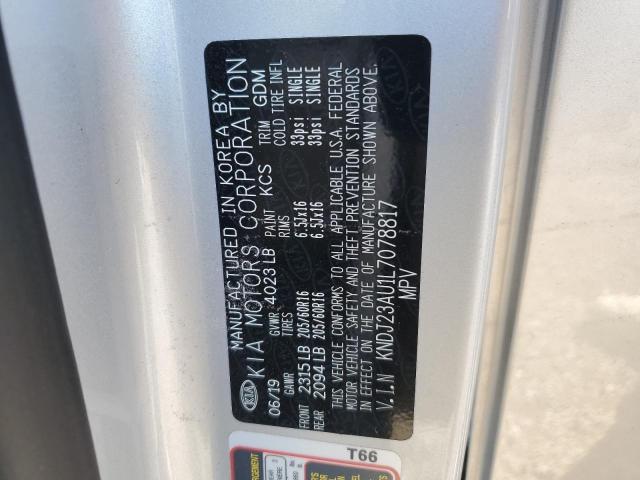 MANUFACTURED IN KOREA BY
KIA KIA MOTORS CORPORATION
06/19 GVWR 4023 LB PAINT KCS TRIM GDM
GAWR TIRES RIMS COLD TIRE INFL
FRONT 2315 LB 205/60R16 6.5Jx16 33psi SINGLE
REAR 2094 LB 205/60R16 6.5Jx16 33psi SINGLE
THIS VEHICLE CONFORMS TO ALL APPLICABLE U.S.A. FEDERAL
MOTOR VEHICLE SAFETY AND THEFT PREVENTION STANDARDS
IN EFFECT ON THE DATE OF MANUFACTURE SHOWN ABOVE.
V.I.N KNDJ23AU1L7078817
MPV
T66